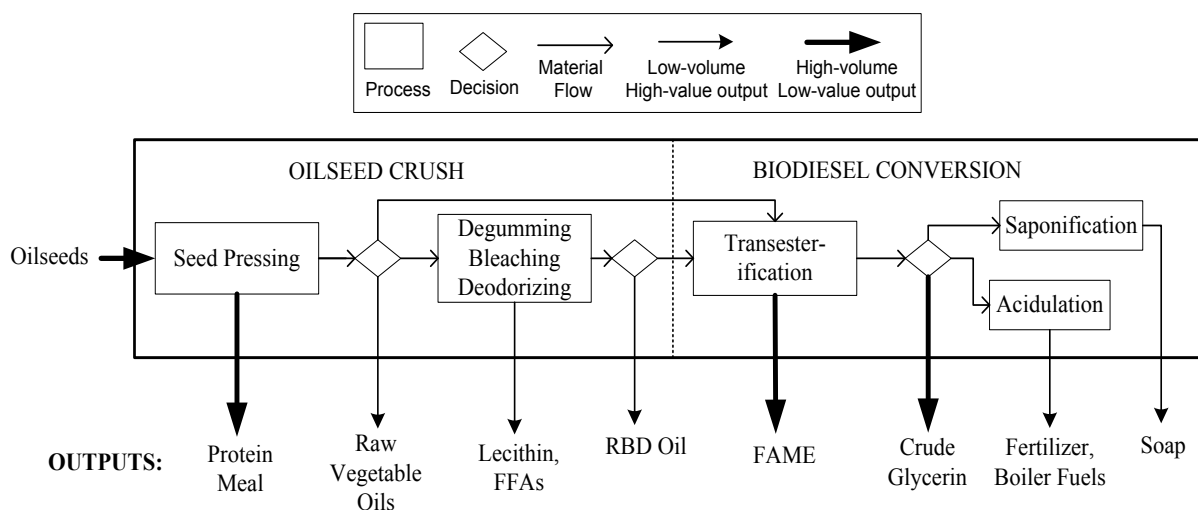 Process
Decision
Material
Flow
Low-volume
High-value output
High-volume
Low-value output
OILSEED CRUSH
BIODIESEL CONVERSION
Oilseeds
Seed Pressing
Degumming
Bleaching
Deodorizing
Transester-
ification
Saponification
Acidulation
OUTPUTS:
Protein
Meal
Raw
Vegetable
Oils
Lecithin,
FFAs
RBD Oil
FAME
Crude
Glycerin
Fertilizer,
Boiler Fuels
Soap